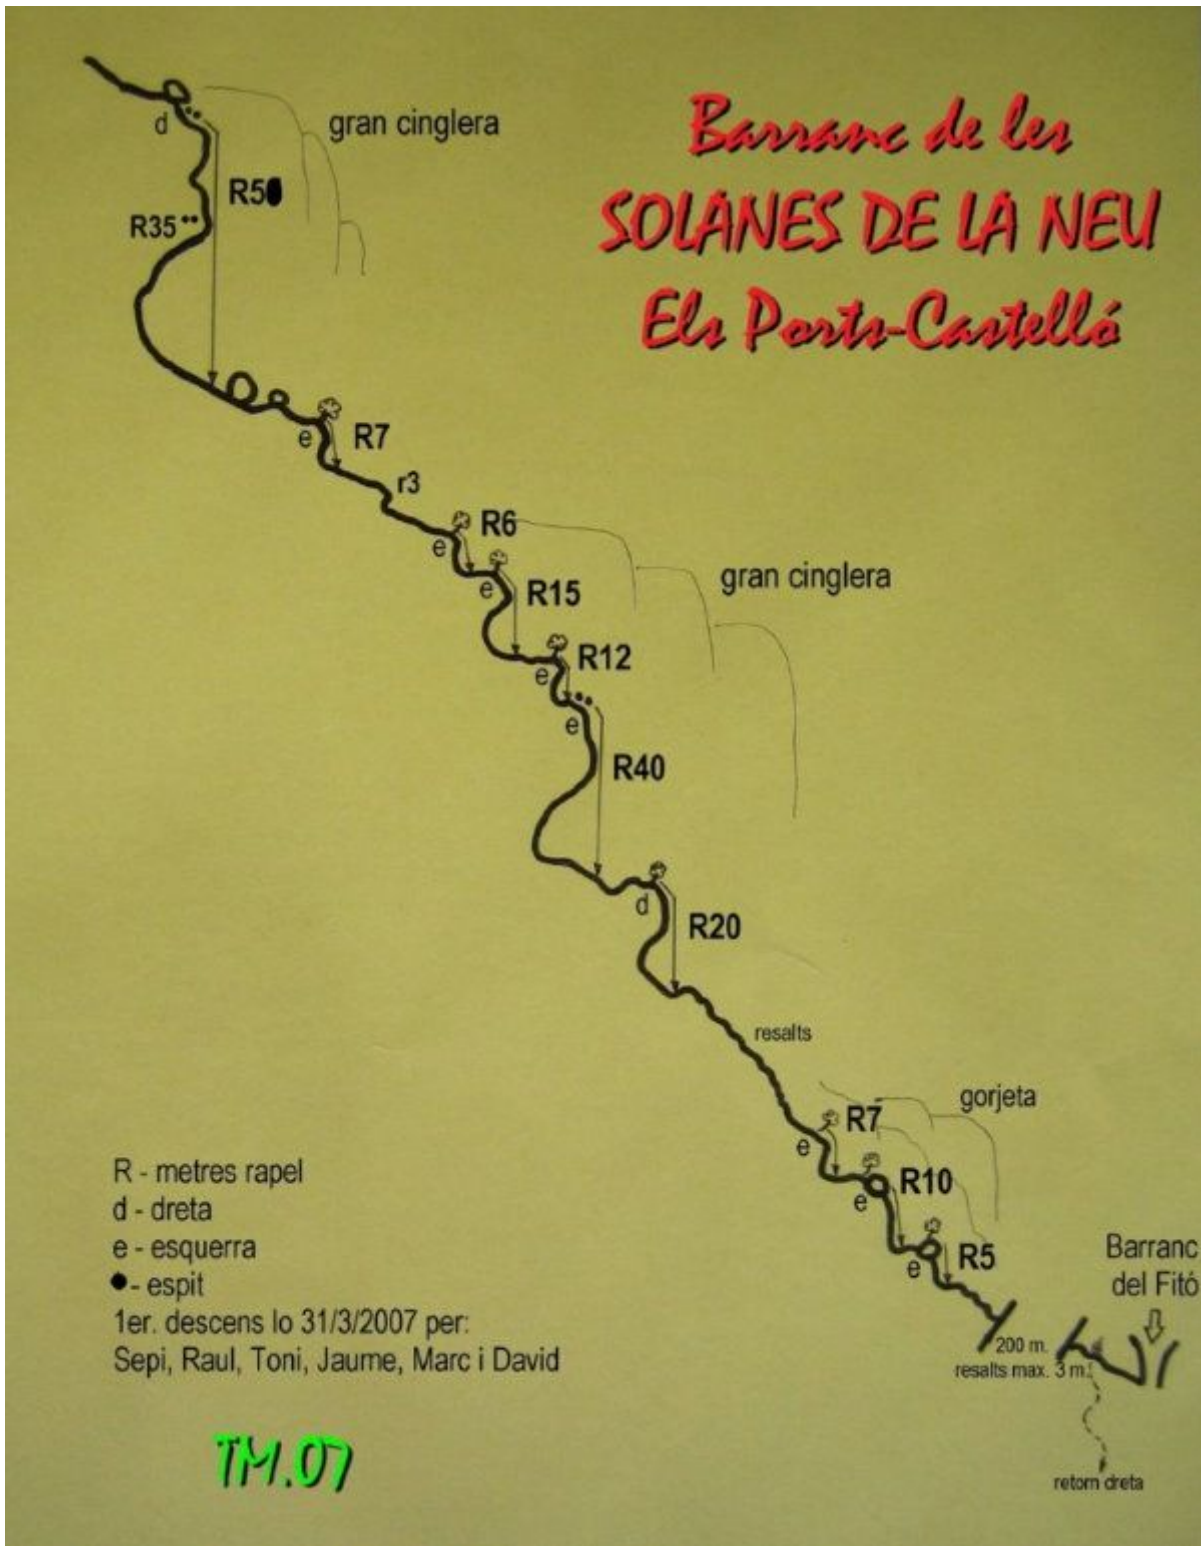 Barranc de les
SOLANES DE LA NEU
Els Ports-Castelló
gran cinglera
d
R50
R35
R7
e
r3
R6
e
gran cinglera
e
R15
R12
e
e
R40
d
R20
resalts
gorjeta
R7
e
R10
e
R5
e
Barranc
del Fitó
200 m.
resalts max. 3 m.
retorn dreta
R - metres rapel
d - dreta
e - esquerra
●- espit
1er. descens lo 31/3/2007 per:
Sepi, Raul, Toni, Jaume, Marc i David
TM.07